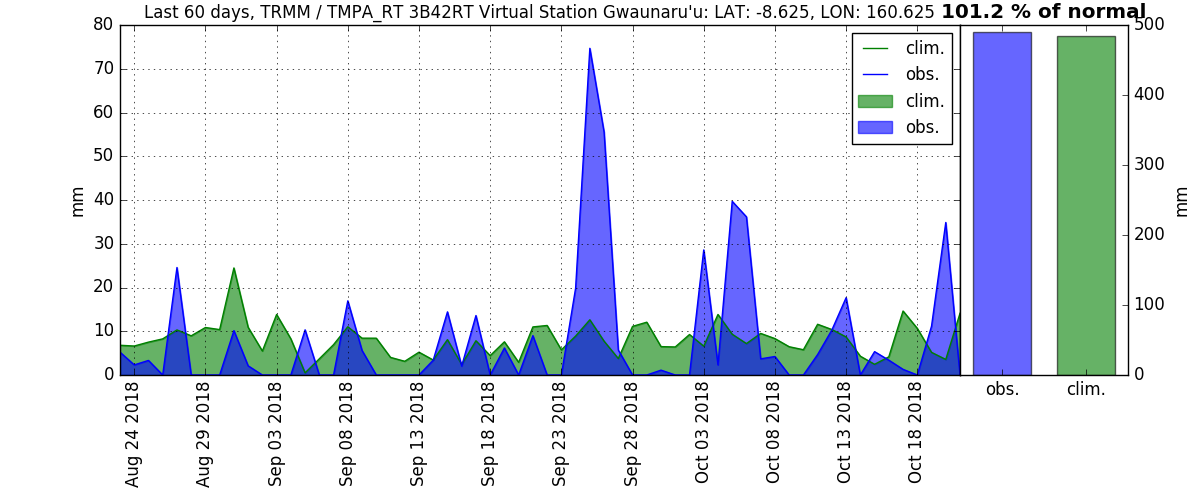 Last 60 days, TRMM / TMPA_RT 3B42RT Virtual Station Gwaunaru'u: LAT: -8.625, LON: 160.625 101.2 % of normal
80
70
60
50
40
30
20
10
0
mm
clim.
obs.
clim.
obs.
Aug 24 2018
Aug 29 2018
Sep 03 2018
Sep 08 2018
Sep 13 2018
Sep 18 2018
Sep 23 2018
Sep 28 2018
Oct 03 2018
Oct 08 2018
Oct 13 2018
Oct 18 2018
500
400
300
200
100
0
mm
obs. clim.